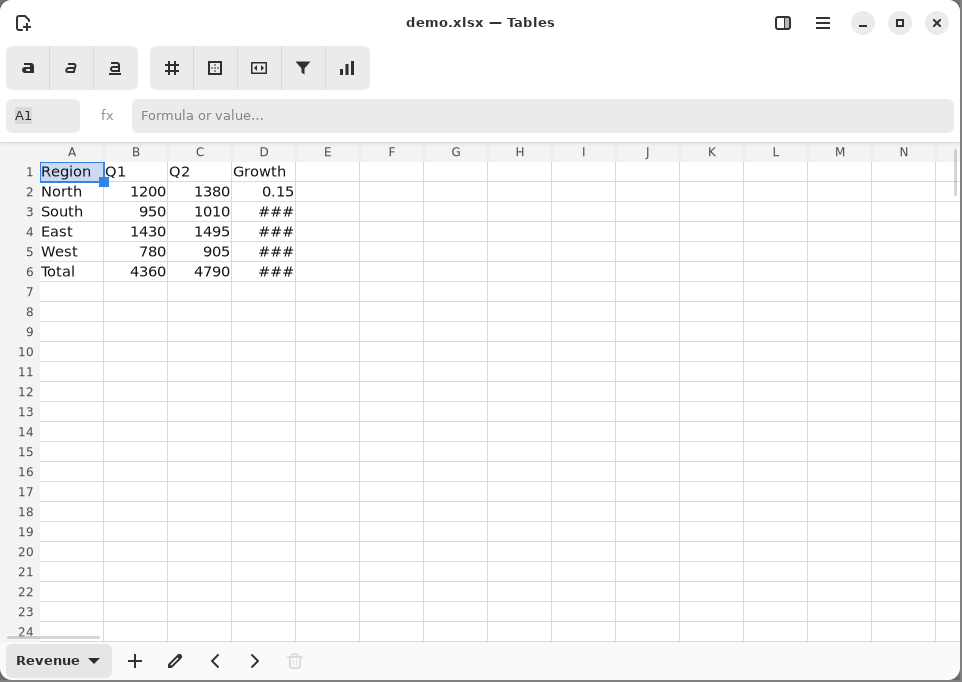 demo.xlsx — Tables
a a a
A1 fx Formula or value…
A B C D E F G H I J K L M N
1 Region Q1 Q2 Growth
2 North 1200 1380 0.15
3 South 950 1010 ###
4 East 1430 1495 ###
5 West 780 905 ###
6 Total 4360 4790 ###
7
8
9
10
11
12
13
14
15
16
17
18
19
20
21
22
23
24
Revenue